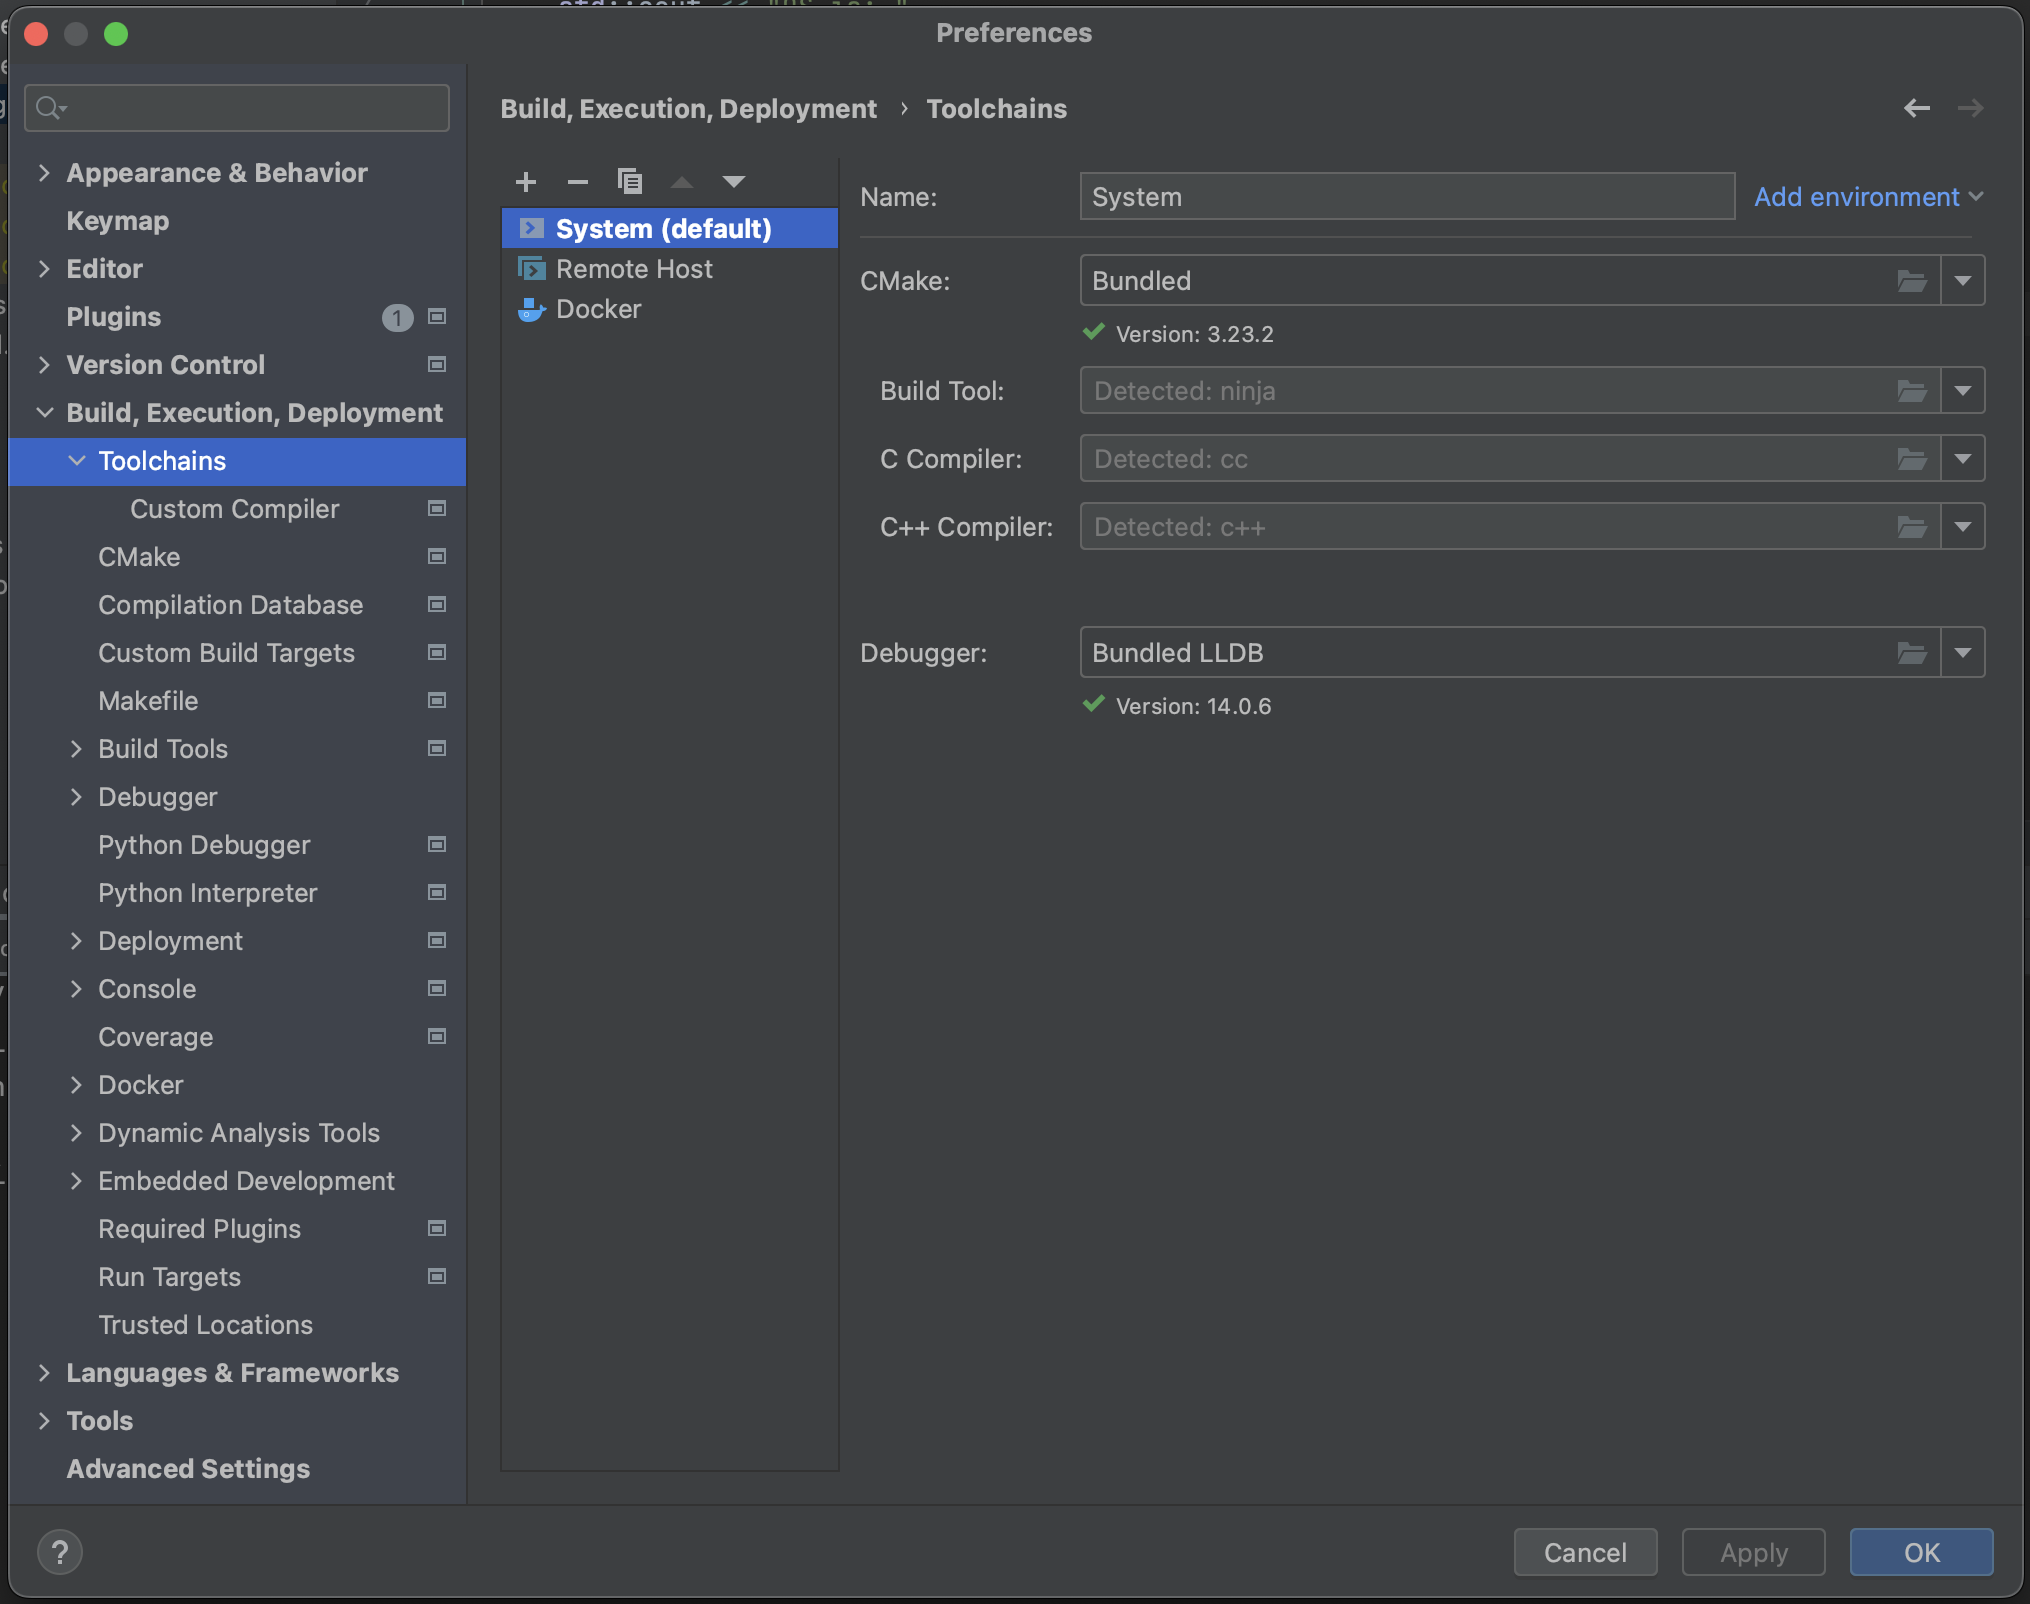 Preferences
Appearance & Behavior
Keymap
Editor
Plugins 1
Version Control
Build, Execution, Deployment
Toolchains
Custom Compiler
CMake
Compilation Database
Custom Build Targets
Makefile
Build Tools
Debugger
Python Debugger
Python Interpreter
Deployment
Console
Coverage
Docker
Dynamic Analysis Tools
Embedded Development
Required Plugins
Run Targets
Trusted Locations
Languages & Frameworks
Tools
Advanced Settings
Build, Execution, Deployment › Toolchains
System (default)
Remote Host
Docker
Name: System Add environment
CMake: Bundled
Version: 3.23.2
Build Tool: Detected: ninja
C Compiler: Detected: cc
C++ Compiler: Detected: c++
Debugger: Bundled LLDB
Version: 14.0.6
?
Cancel Apply OK